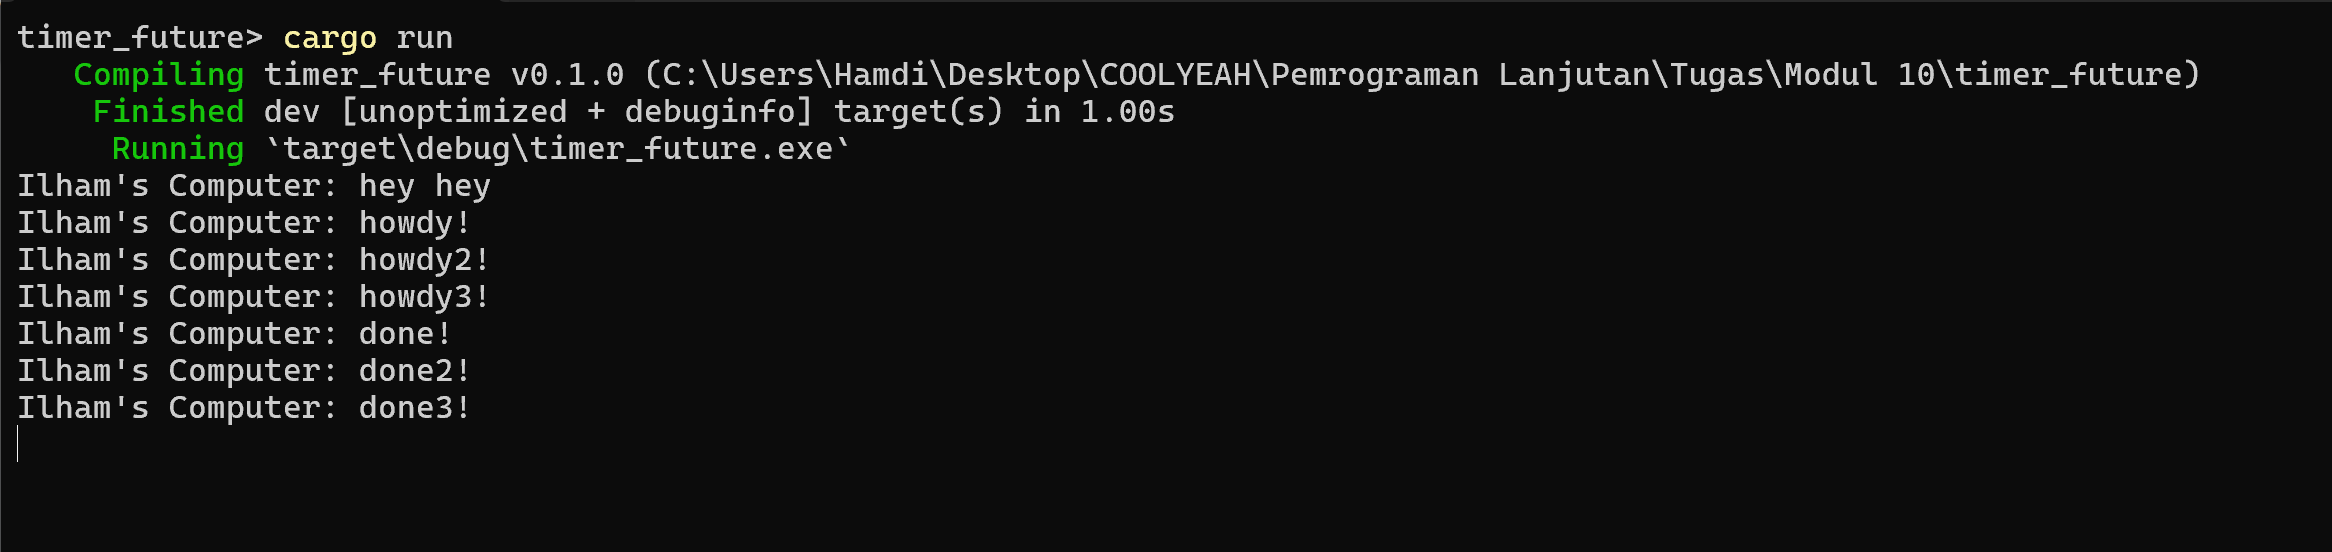 timer_future> cargo run
Compiling timer_future v0.1.0 (C:\Users\Hamdi\Desktop\COOLYEAH\Pemrograman Lanjutan\Tugas\Modul 10\timer_future)
Finished dev [unoptimized + debuginfo] target(s) in 1.00s
Running `target\debug\timer_future.exe`
Ilham's Computer: hey hey
Ilham's Computer: howdy!
Ilham's Computer: howdy2!
Ilham's Computer: howdy3!
Ilham's Computer: done!
Ilham's Computer: done2!
Ilham's Computer: done3!